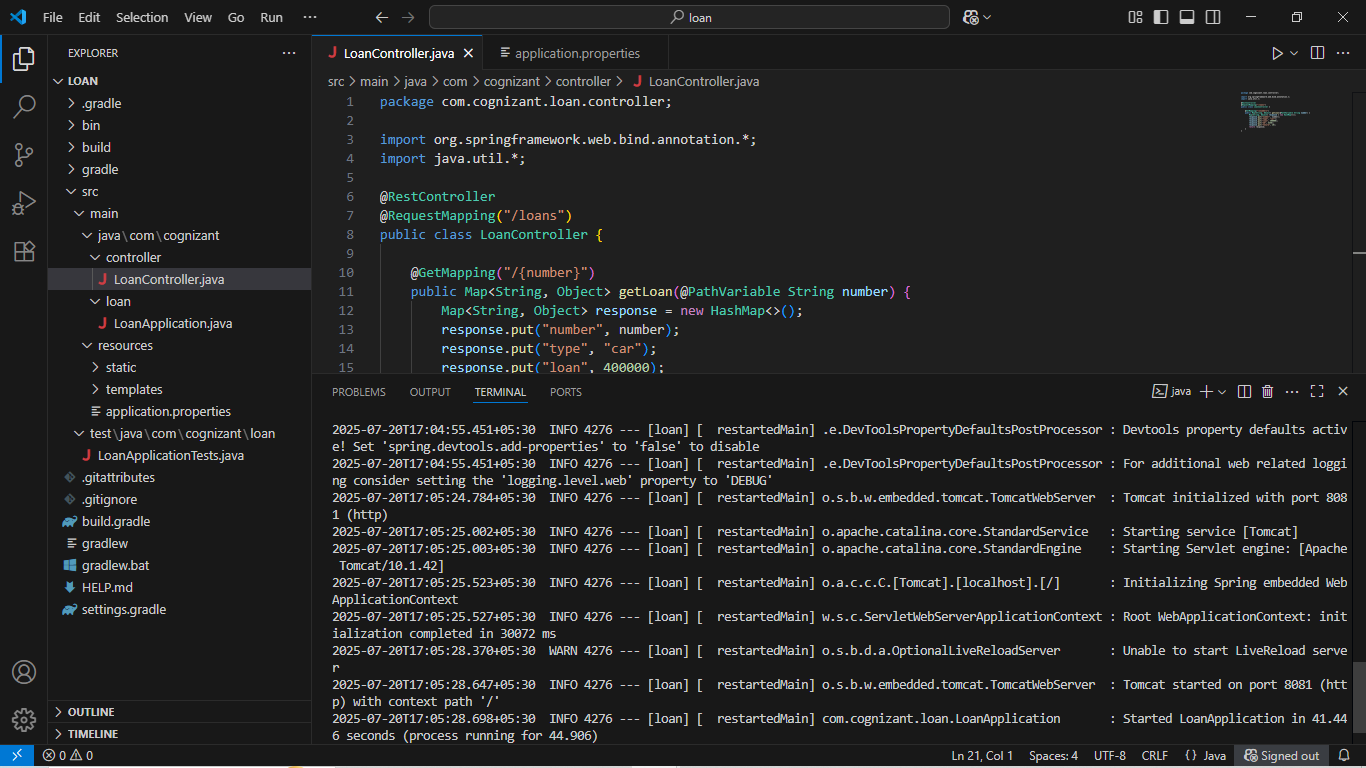 File Edit Selection View Go Run ··· loan
EXPLORER ···
LOAN
.gradle
bin
build
gradle
src
main
java\com\cognizant
controller
LoanController.java
loan
LoanApplication.java
resources
static
templates
application.properties
test\java\com\cognizant\loan
LoanApplicationTests.java
.gitattributes
.gitignore
build.gradle
gradlew
gradlew.bat
HELP.md
settings.gradle
OUTLINE
TIMELINE
LoanController.java application.properties
src > main > java > com > cognizant > controller > LoanController.java
1 package com.cognizant.loan.controller;
2
3 import org.springframework.web.bind.annotation.*;
4 import java.util.*;
5
6 @RestController
7 @RequestMapping("/loans")
8 public class LoanController {
9
10 @GetMapping("/{number}")
11 public Map<String, Object> getLoan(@PathVariable String number) {
12 Map<String, Object> response = new HashMap<>();
13 response.put("number", number);
14 response.put("type", "car");
15 response.put("loan", 400000);
PROBLEMS OUTPUT TERMINAL PORTS java
2025-07-20T17:04:55.451+05:30  INFO 4276 --- [loan] [  restartedMain] .e.DevToolsPropertyDefaultsPostProcessor : Devtools property defaults activ
e! Set 'spring.devtools.add-properties' to 'false' to disable
2025-07-20T17:04:55.451+05:30  INFO 4276 --- [loan] [  restartedMain] .e.DevToolsPropertyDefaultsPostProcessor : For additional web related loggi
ng consider setting the 'logging.level.web' property to 'DEBUG'
2025-07-20T17:05:24.784+05:30  INFO 4276 --- [loan] [  restartedMain] o.s.b.w.embedded.tomcat.TomcatWebServer  : Tomcat initialized with port 808
1 (http)
2025-07-20T17:05:25.002+05:30  INFO 4276 --- [loan] [  restartedMain] o.apache.catalina.core.StandardService   : Starting service [Tomcat]
2025-07-20T17:05:25.003+05:30  INFO 4276 --- [loan] [  restartedMain] o.apache.catalina.core.StandardEngine    : Starting Servlet engine: [Apache
Tomcat/10.1.42]
2025-07-20T17:05:25.523+05:30  INFO 4276 --- [loan] [  restartedMain] o.a.c.c.C.[Tomcat].[localhost].[/]       : Initializing Spring embedded Web
ApplicationContext
2025-07-20T17:05:25.527+05:30  INFO 4276 --- [loan] [  restartedMain] w.s.c.ServletWebServerApplicationContext : Root WebApplicationContext: init
ialization completed in 30072 ms
2025-07-20T17:05:28.370+05:30  WARN 4276 --- [loan] [  restartedMain] o.s.b.d.a.OptionalLiveReloadServer       : Unable to start LiveReload serve
r
2025-07-20T17:05:28.647+05:30  INFO 4276 --- [loan] [  restartedMain] o.s.b.w.embedded.tomcat.TomcatWebServer  : Tomcat started on port 8081 (htt
p) with context path '/'
2025-07-20T17:05:28.698+05:30  INFO 4276 --- [loan] [  restartedMain] com.cognizant.loan.LoanApplication       : Started LoanApplication in 41.44
6 seconds (process running for 44.906)
0 0 Ln 21, Col 1 Spaces: 4 UTF-8 CRLF {} Java Signed out